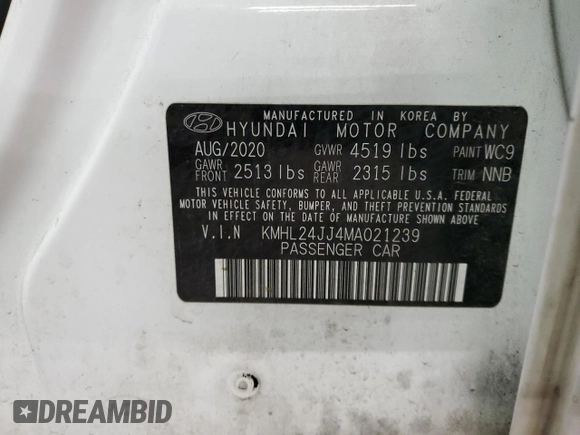 MANUFACTURED IN KOREA BY
HYUNDAI MOTOR COMPANY
AUG/2020 GVWR 4519 lbs PAINT WC9
GAWR FRONT 2513 lbs GAWR REAR 2315 lbs TRIM NNB
THIS VEHICLE CONFORMS TO ALL APPLICABLE U.S.A. FEDERAL
MOTOR VEHICLE SAFETY, BUMPER, AND THEFT PREVENTION STANDARDS
IN EFFECT ON THE DATE OF MANUFACTURE SHOWN ABOVE.
V.I.N KMHL24JJ4MA021239
PASSENGER CAR
DREAMBID